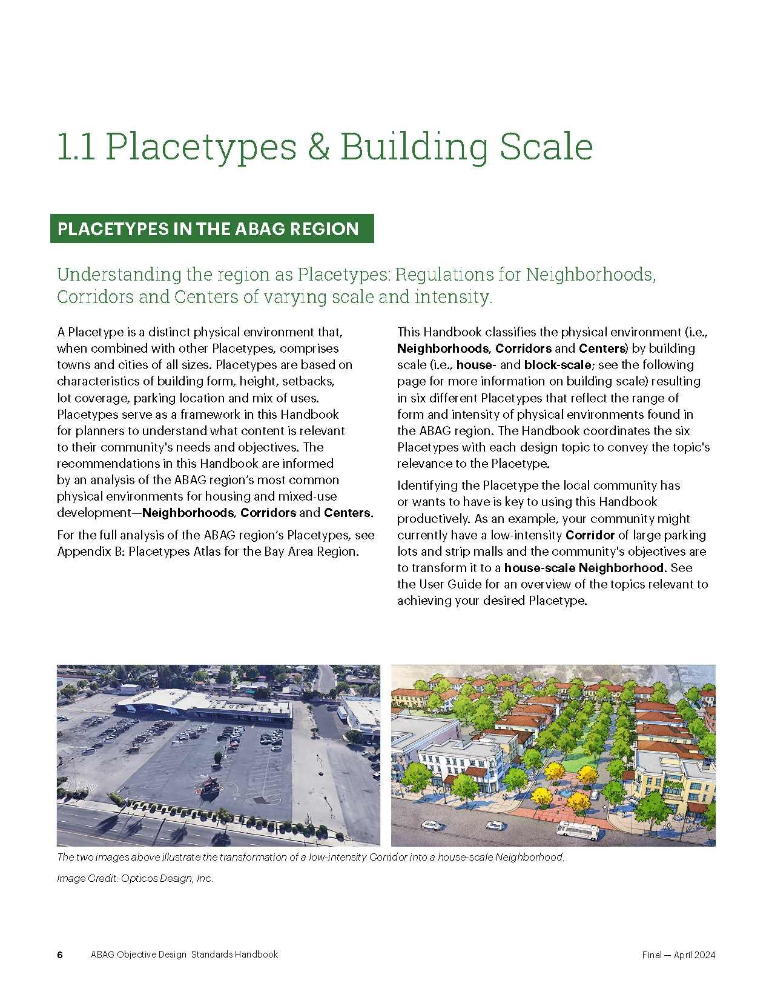 1.1 Placetypes & Building Scale
PLACETYPES IN THE ABAG REGION
Understanding the region as Placetypes: Regulations for Neighborhoods,
Corridors and Centers of varying scale and intensity.
A Placetype is a distinct physical environment that,
when combined with other Placetypes, comprises
towns and cities of all sizes. Placetypes are based on
characteristics of building form, height, setbacks,
lot coverage, parking location and mix of uses.
Placetypes serve as a framework in this Handbook
for planners to understand what content is relevant
to their community's needs and objectives. The
recommendations in this Handbook are informed
by an analysis of the ABAG region’s most common
physical environments for housing and mixed-use
development—Neighborhoods, Corridors and Centers.
For the full analysis of the ABAG region’s Placetypes, see
Appendix B: Placetypes Atlas for the Bay Area Region.
This Handbook classifies the physical environment (i.e.,
Neighborhoods, Corridors and Centers) by building
scale (i.e., house- and block-scale; see the following
page for more information on building scale) resulting
in six different Placetypes that reflect the range of
form and intensity of physical environments found in
the ABAG region. The Handbook coordinates the six
Placetypes with each design topic to convey the topic's
relevance to the Placetype.
Identifying the Placetype the local community has
or wants to have is key to using this Handbook
productively. As an example, your community might
currently have a low-intensity Corridor of large parking
lots and strip malls and the community's objectives are
to transform it to a house-scale Neighborhood. See
the User Guide for an overview of the topics relevant to
achieving your desired Placetype.
The two images above illustrate the transformation of a low-intensity Corridor into a house-scale Neighborhood.
Image Credit: Opticos Design, Inc.
6 ABAG Objective Design Standards Handbook
Final — April 2024